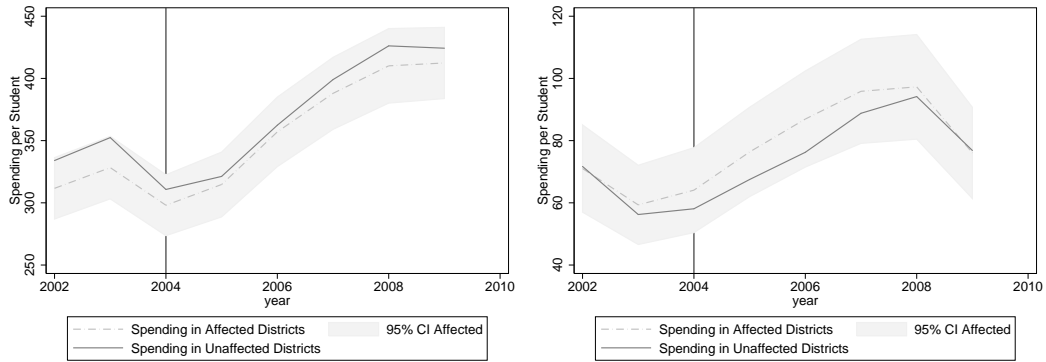 Spending per Student
450
400
350
300
250
2002
2004
2006
2008
2010
year
Spending in Affected Districts
95% CI Affected
Spending in Unaffected Districts
Spending per Student
120
100
80
60
40
2002
2004
2006
2008
2010
year
Spending in Affected Districts
95% CI Affected
Spending in Unaffected Districts